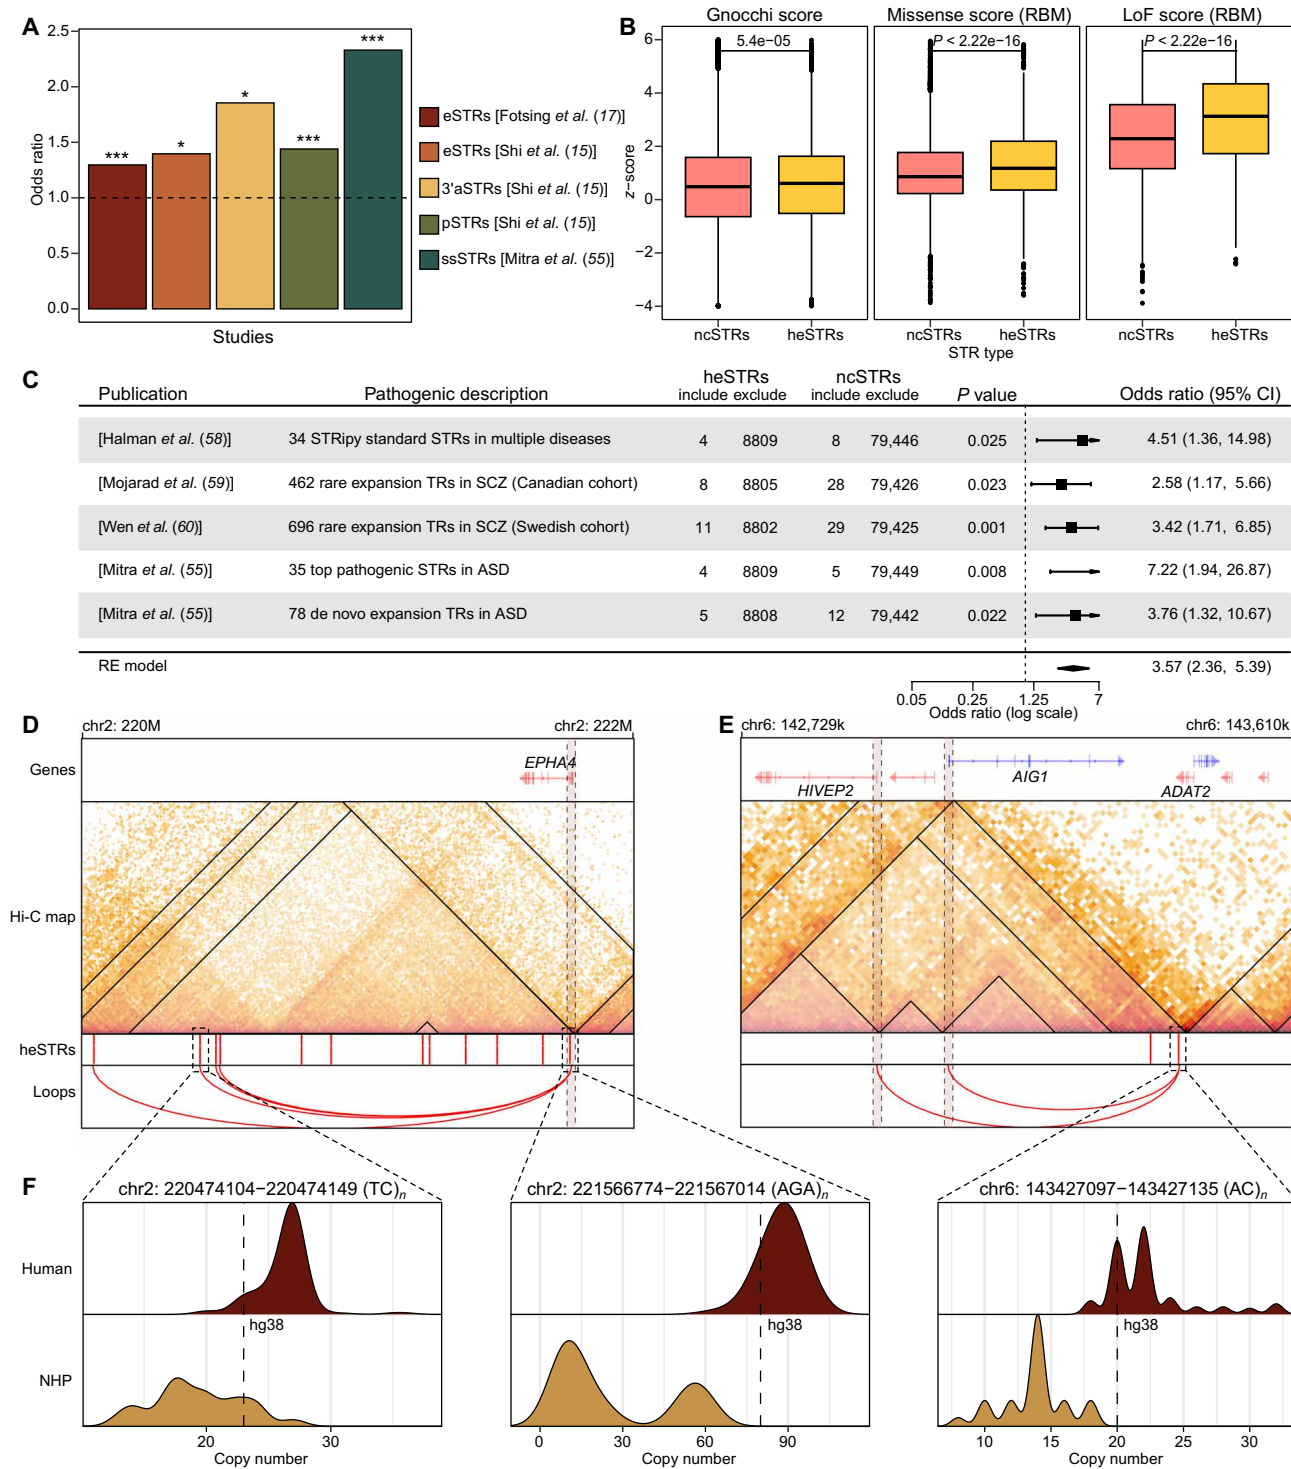 A
2.5
2.0
1.5
1.0
0.5
0.0
Odds ratio
***
*
*
***
***
Studies
eSTRs [Fotsing et al. (17)]
eSTRs [Shi et al. (15)]
3'aSTRs [Shi et al. (15)]
pSTRs [Shi et al. (15)]
ssSTRs [Mitra et al. (55)]
B
Gnocchi score
Missense score (RBM)
LoF score (RBM)
5.4e−05
P < 2.22e−16
P < 2.22e−16
6
4
2
0
−2
−4
z−score
ncSTRs heSTRs
ncSTRs heSTRs
ncSTRs heSTRs
STR type
C
heSTRs ncSTRs
Publication Pathogenic description include exclude include exclude P value Odds ratio (95% CI)
[Halman et al. (58)] 34 STRipy standard STRs in multiple diseases 4 8809 8 79,446 0.025 4.51 (1.36, 14.98)
[Mojarad et al. (59)] 462 rare expansion TRs in SCZ (Canadian cohort) 8 8805 28 79,426 0.023 2.58 (1.17, 5.66)
[Wen et al. (60)] 696 rare expansion TRs in SCZ (Swedish cohort) 11 8802 29 79,425 0.001 3.42 (1.71, 6.85)
[Mitra et al. (55)] 35 top pathogenic STRs in ASD 4 8809 5 79,449 0.008 7.22 (1.94, 26.87)
[Mitra et al. (55)] 78 de novo expansion TRs in ASD 5 8808 12 79,442 0.022 3.76 (1.32, 10.67)
RE model 3.57 (2.36, 5.39)
0.05 0.25 1.25 7
Odds ratio (log scale)
D
chr2: 220M chr2: 222M
Genes
EPHA4
Hi-C map
heSTRs
Loops
E
chr6: 142,729k chr6: 143,610k
HIVEP2
AIG1
ADAT2
F
chr2: 220474104−220474149 (TC)n
chr2: 221566774−221567014 (AGA)n
chr6: 143427097−143427135 (AC)n
Human
hg38
hg38
hg38
NHP
20 30
0 30 60 90
10 15 20 25 30
Copy number
Copy number
Copy number